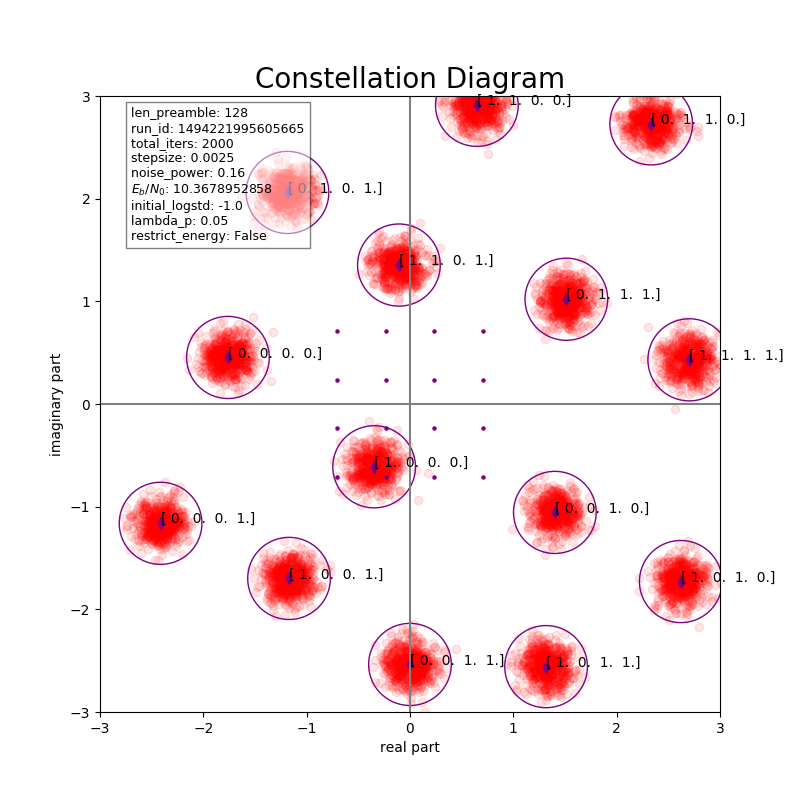 Constellation Diagram
len_preamble: 128
run_id: 1494221995605665
total_iters: 2000
stepsize: 0.0025
noise_power: 0.16
E_b/N_0: 10.3678952858
initial_logstd: -1.0
lambda_p: 0.05
restrict_energy: False
[ 1. 1. 0. 0.]
[ 0. 1. 1. 0.]
[ 0. 1. 0. 1.]
[ 1. 1. 0. 1.]
[ 0. 1. 1. 1.]
[ 0. 0. 0. 0.]
[ 1. 1. 1. 1.]
[ 1. 0. 0. 0.]
[ 0. 0. 0. 1.]
[ 0. 0. 1. 0.]
[ 1. 0. 0. 1.]
[ 1. 0. 1. 0.]
[ 0. 0. 1. 1.]
[ 1. 0. 1. 1.]
3
2
1
0
−1
−2
−3
imaginary part
−3 −2 −1 0 1 2 3
real part